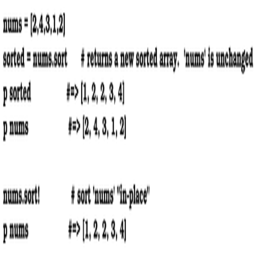 nums = [2,4,3,1,2]
sorted = nums.sort # returns a new sorted array. 'nums' is unchanged
p sorted #=> [1, 2, 2, 3, 4]
p nums #=> [2, 4, 3, 1, 2]
nums.sort! # sort 'nums' "in-place"
p nums #=> [1, 2, 2, 3, 4]